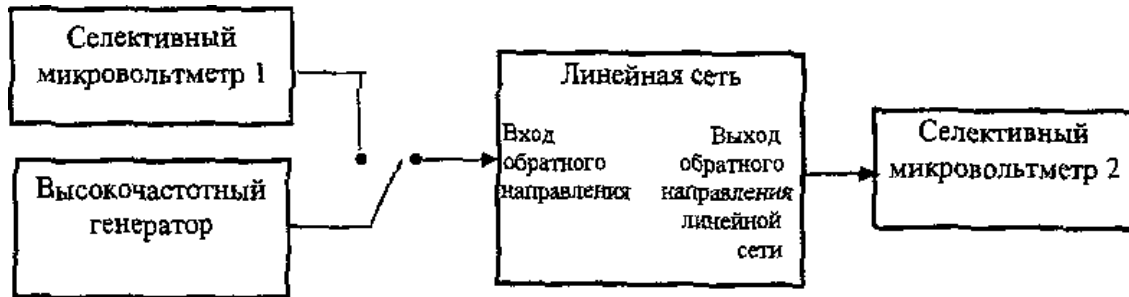 Селективный
микровольтметр 1
Высокочастотный
генератор
Линейная сеть
Вход
обратного
направления
Выход
обратного
направления
линейной
сети
Селективный
микровольтметр 2